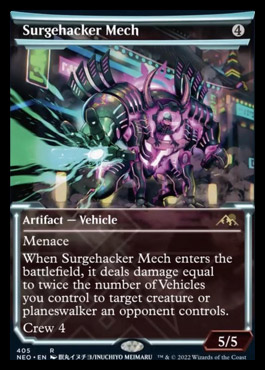 Surgehacker Mech 4
Artifact — Vehicle
Menace
When Surgehacker Mech enters the
battlefield, it deals damage equal
to twice the number of Vehicles
you control to target creature or
planeswalker an opponent controls.
Crew 4
5/5
405 R
NEO • EN INUCHIYO MEIMARU ™ & © 2022 Wizards of the Coast